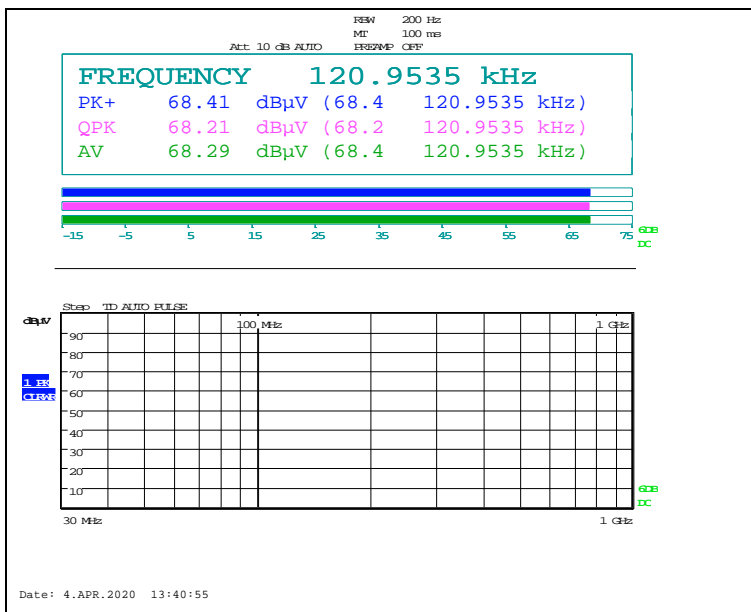 RBW 200 Hz
MT 100 ms
Att 10 dB AUTO PREAMP OFF
FREQUENCY 120.9535 kHz
PK+ 68.41 dBµV (68.4 120.9535 kHz)
QPK 68.21 dBµV (68.2 120.9535 kHz)
AV 68.29 dBµV (68.4 120.9535 kHz)
-15 -5 5 15 25 35 45 55 65 75
6DB
DC
Step TD AUTO PULSE
dBµV
100 MHz 1 GHz
90
80
70
1 PK
CLRWR
60
50
40
30
20
10
6DB
DC
30 MHz 1 GHz
Date: 4.APR.2020 13:40:55